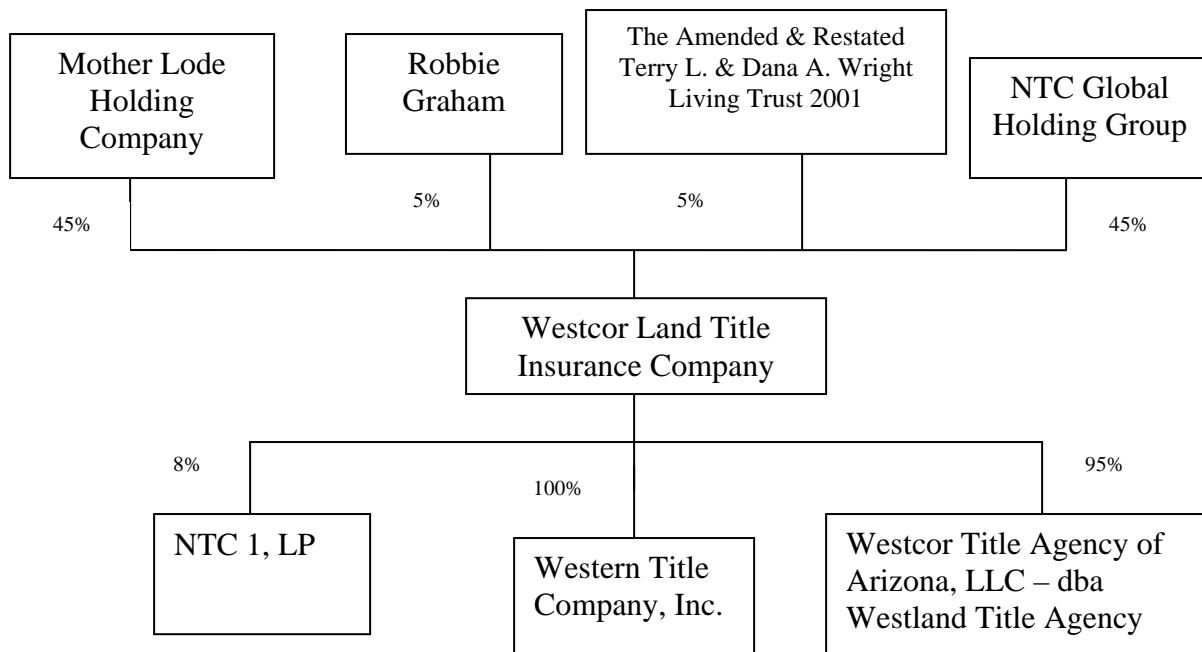 Mother Lode
Holding
Company
Robbie
Graham
The Amended & Restated
Terry L. & Dana A. Wright
Living Trust 2001
NTC Global
Holding Group
45%
5%
5%
45%
Westcor Land Title
Insurance Company
8%
100%
95%
NTC 1, LP
Western Title
Company, Inc.
Westcor Title Agency of
Arizona, LLC – dba
Westland Title Agency